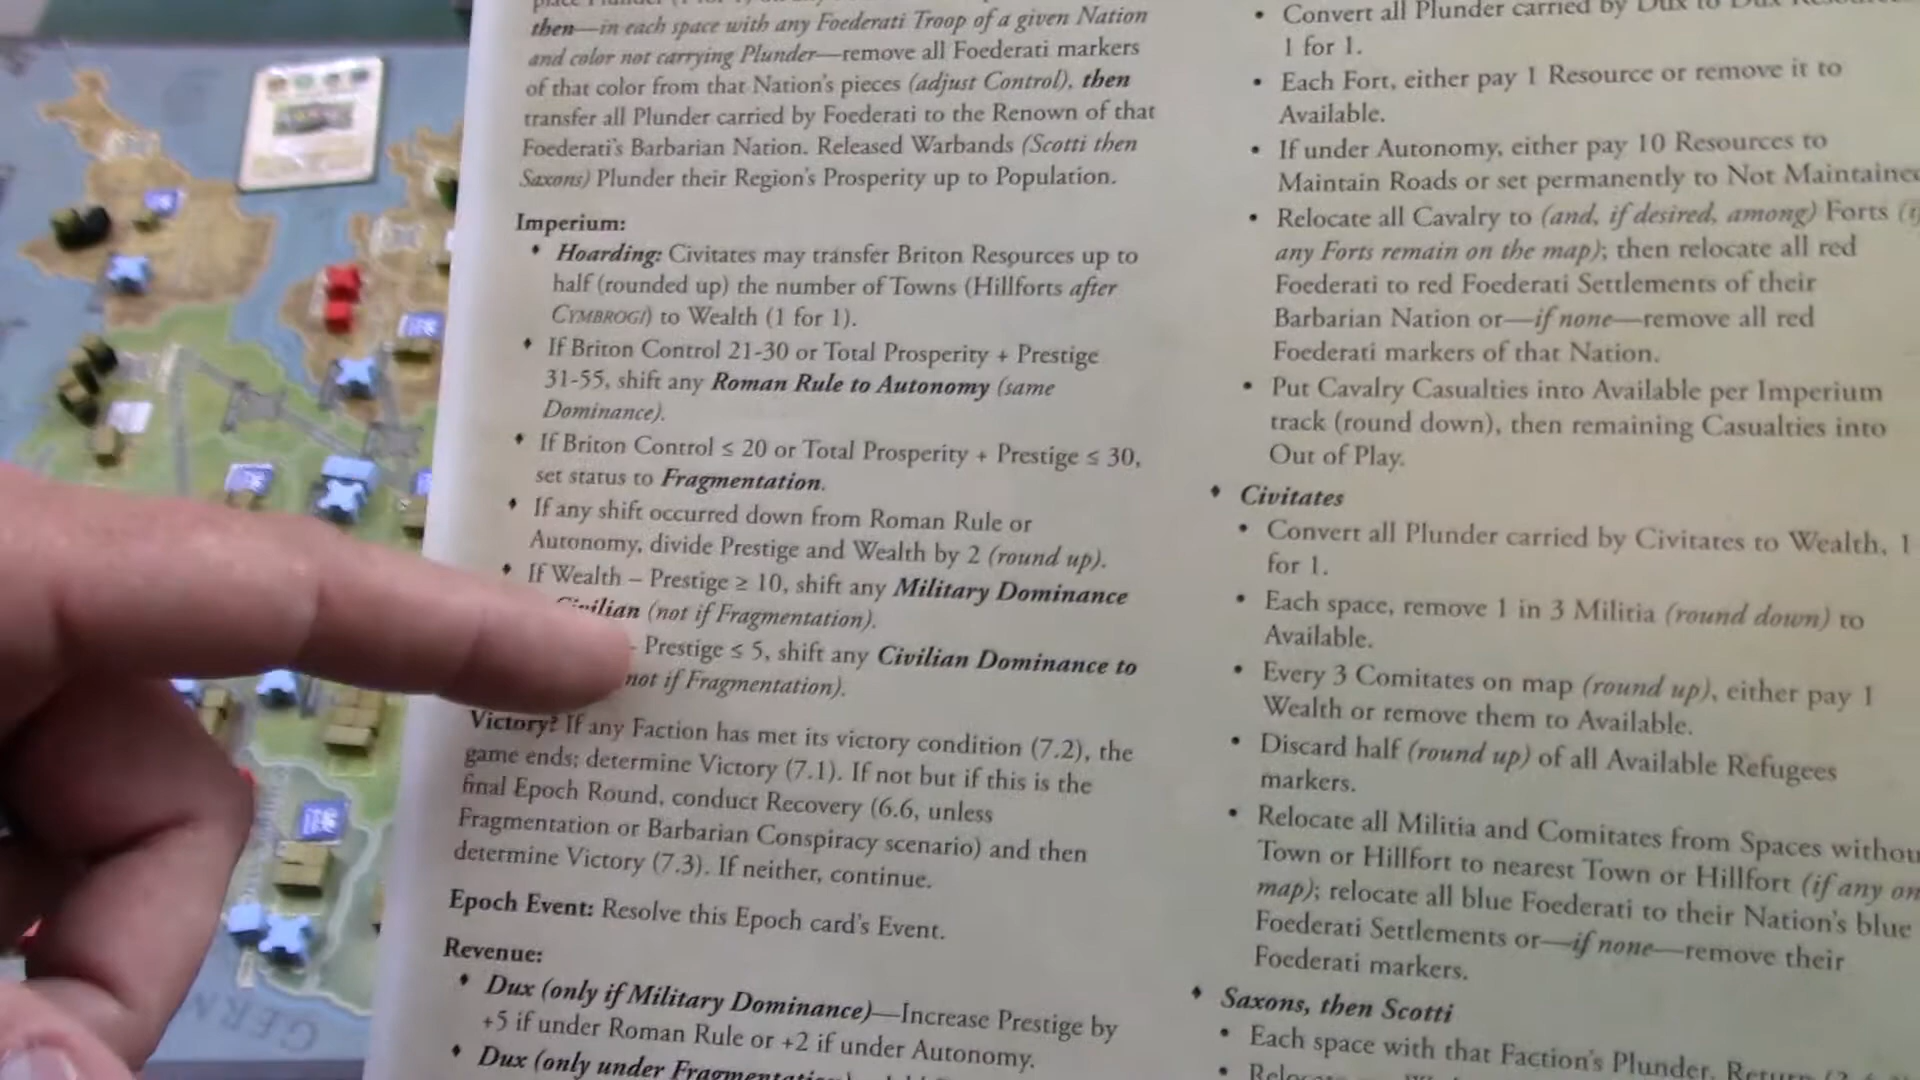 then—in each space with any Foederati Troop of a given Nation
and color not carrying Plunder—remove all Foederati markers
of that color from that Nation's pieces (adjust Control), then
transfer all Plunder carried by Foederati to the Renown of that
Foederati's Barbarian Nation. Released Warbands (Scotti then
Saxons) Plunder their Region's Prosperity up to Population.
Imperium:
Hoarding: Civitates may transfer Briton Resources up to
half (rounded up) the number of Towns (Hillforts after
CYMBROGI) to Wealth (1 for 1).
If Briton Control 21-30 or Total Prosperity + Prestige
31-55, shift any Roman Rule to Autonomy (same
Dominance).
If Briton Control ≤ 20 or Total Prosperity + Prestige ≤ 30,
set status to Fragmentation.
If any shift occurred down from Roman Rule or
Autonomy, divide Prestige and Wealth by 2 (round up).
If Wealth – Prestige ≥ 10, shift any Military Dominance
Civilian (not if Fragmentation).
- Prestige ≤ 5, shift any Civilian Dominance to
not if Fragmentation).
Victory? If any Faction has met its victory condition (7.2), the
game ends; determine Victory (7.1). If not but if this is the
final Epoch Round, conduct Recovery (6.6, unless
Fragmentation or Barbarian Conspiracy scenario) and then
determine Victory (7.3). If neither, continue.
Epoch Event: Resolve this Epoch card's Event.
Revenue:
Dux (only if Military Dominance)—Increase Prestige by
+5 if under Roman Rule or +2 if under Autonomy.
Dux (only under Fragmentation)
Convert all Plunder carried by Dux to Dux
1 for 1.
Each Fort, either pay 1 Resource or remove it to
Available.
If under Autonomy, either pay 10 Resources to
Maintain Roads or set permanently to Not Maintained
Relocate all Cavalry to (and, if desired, among) Forts (if
any Forts remain on the map); then relocate all red
Foederati to red Foederati Settlements of their
Barbarian Nation or—if none—remove all red
Foederati markers of that Nation.
Put Cavalry Casualties into Available per Imperium
track (round down), then remaining Casualties into
Out of Play.
Civitates
Convert all Plunder carried by Civitates to Wealth, 1
for 1.
Each space, remove 1 in 3 Militia (round down) to
Available.
Every 3 Comitates on map (round up), either pay 1
Wealth or remove them to Available.
Discard half (round up) of all Available Refugees
markers.
Relocate all Militia and Comitates from Spaces without
Town or Hillfort to nearest Town or Hillfort (if any on
map); relocate all blue Foederati to their Nation's blue
Foederati Settlements or—if none—remove their
Foederati markers.
Saxons, then Scotti
Each space with that Faction's Plunder, Return
GERM